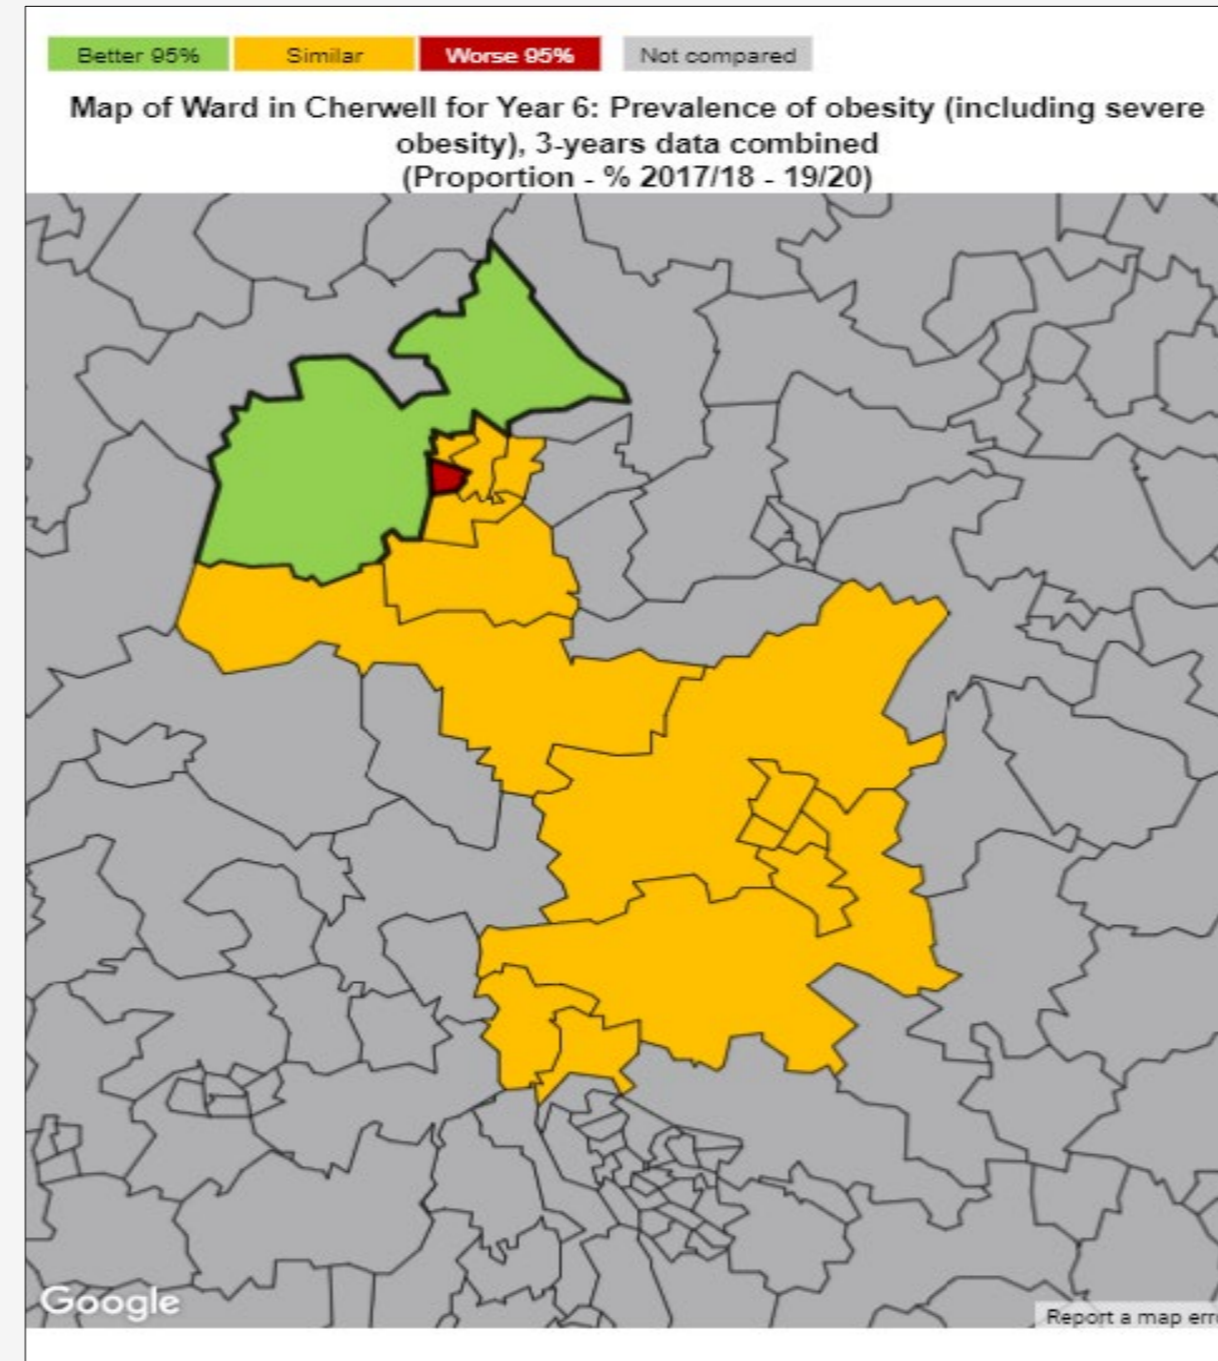 Better 95% Similar Worse 95% Not compared
Map of Ward in Cherwell for Year 6: Prevalence of obesity (including severe
obesity), 3-years data combined
(Proportion - % 2017/18 - 19/20)
Google
Report a map